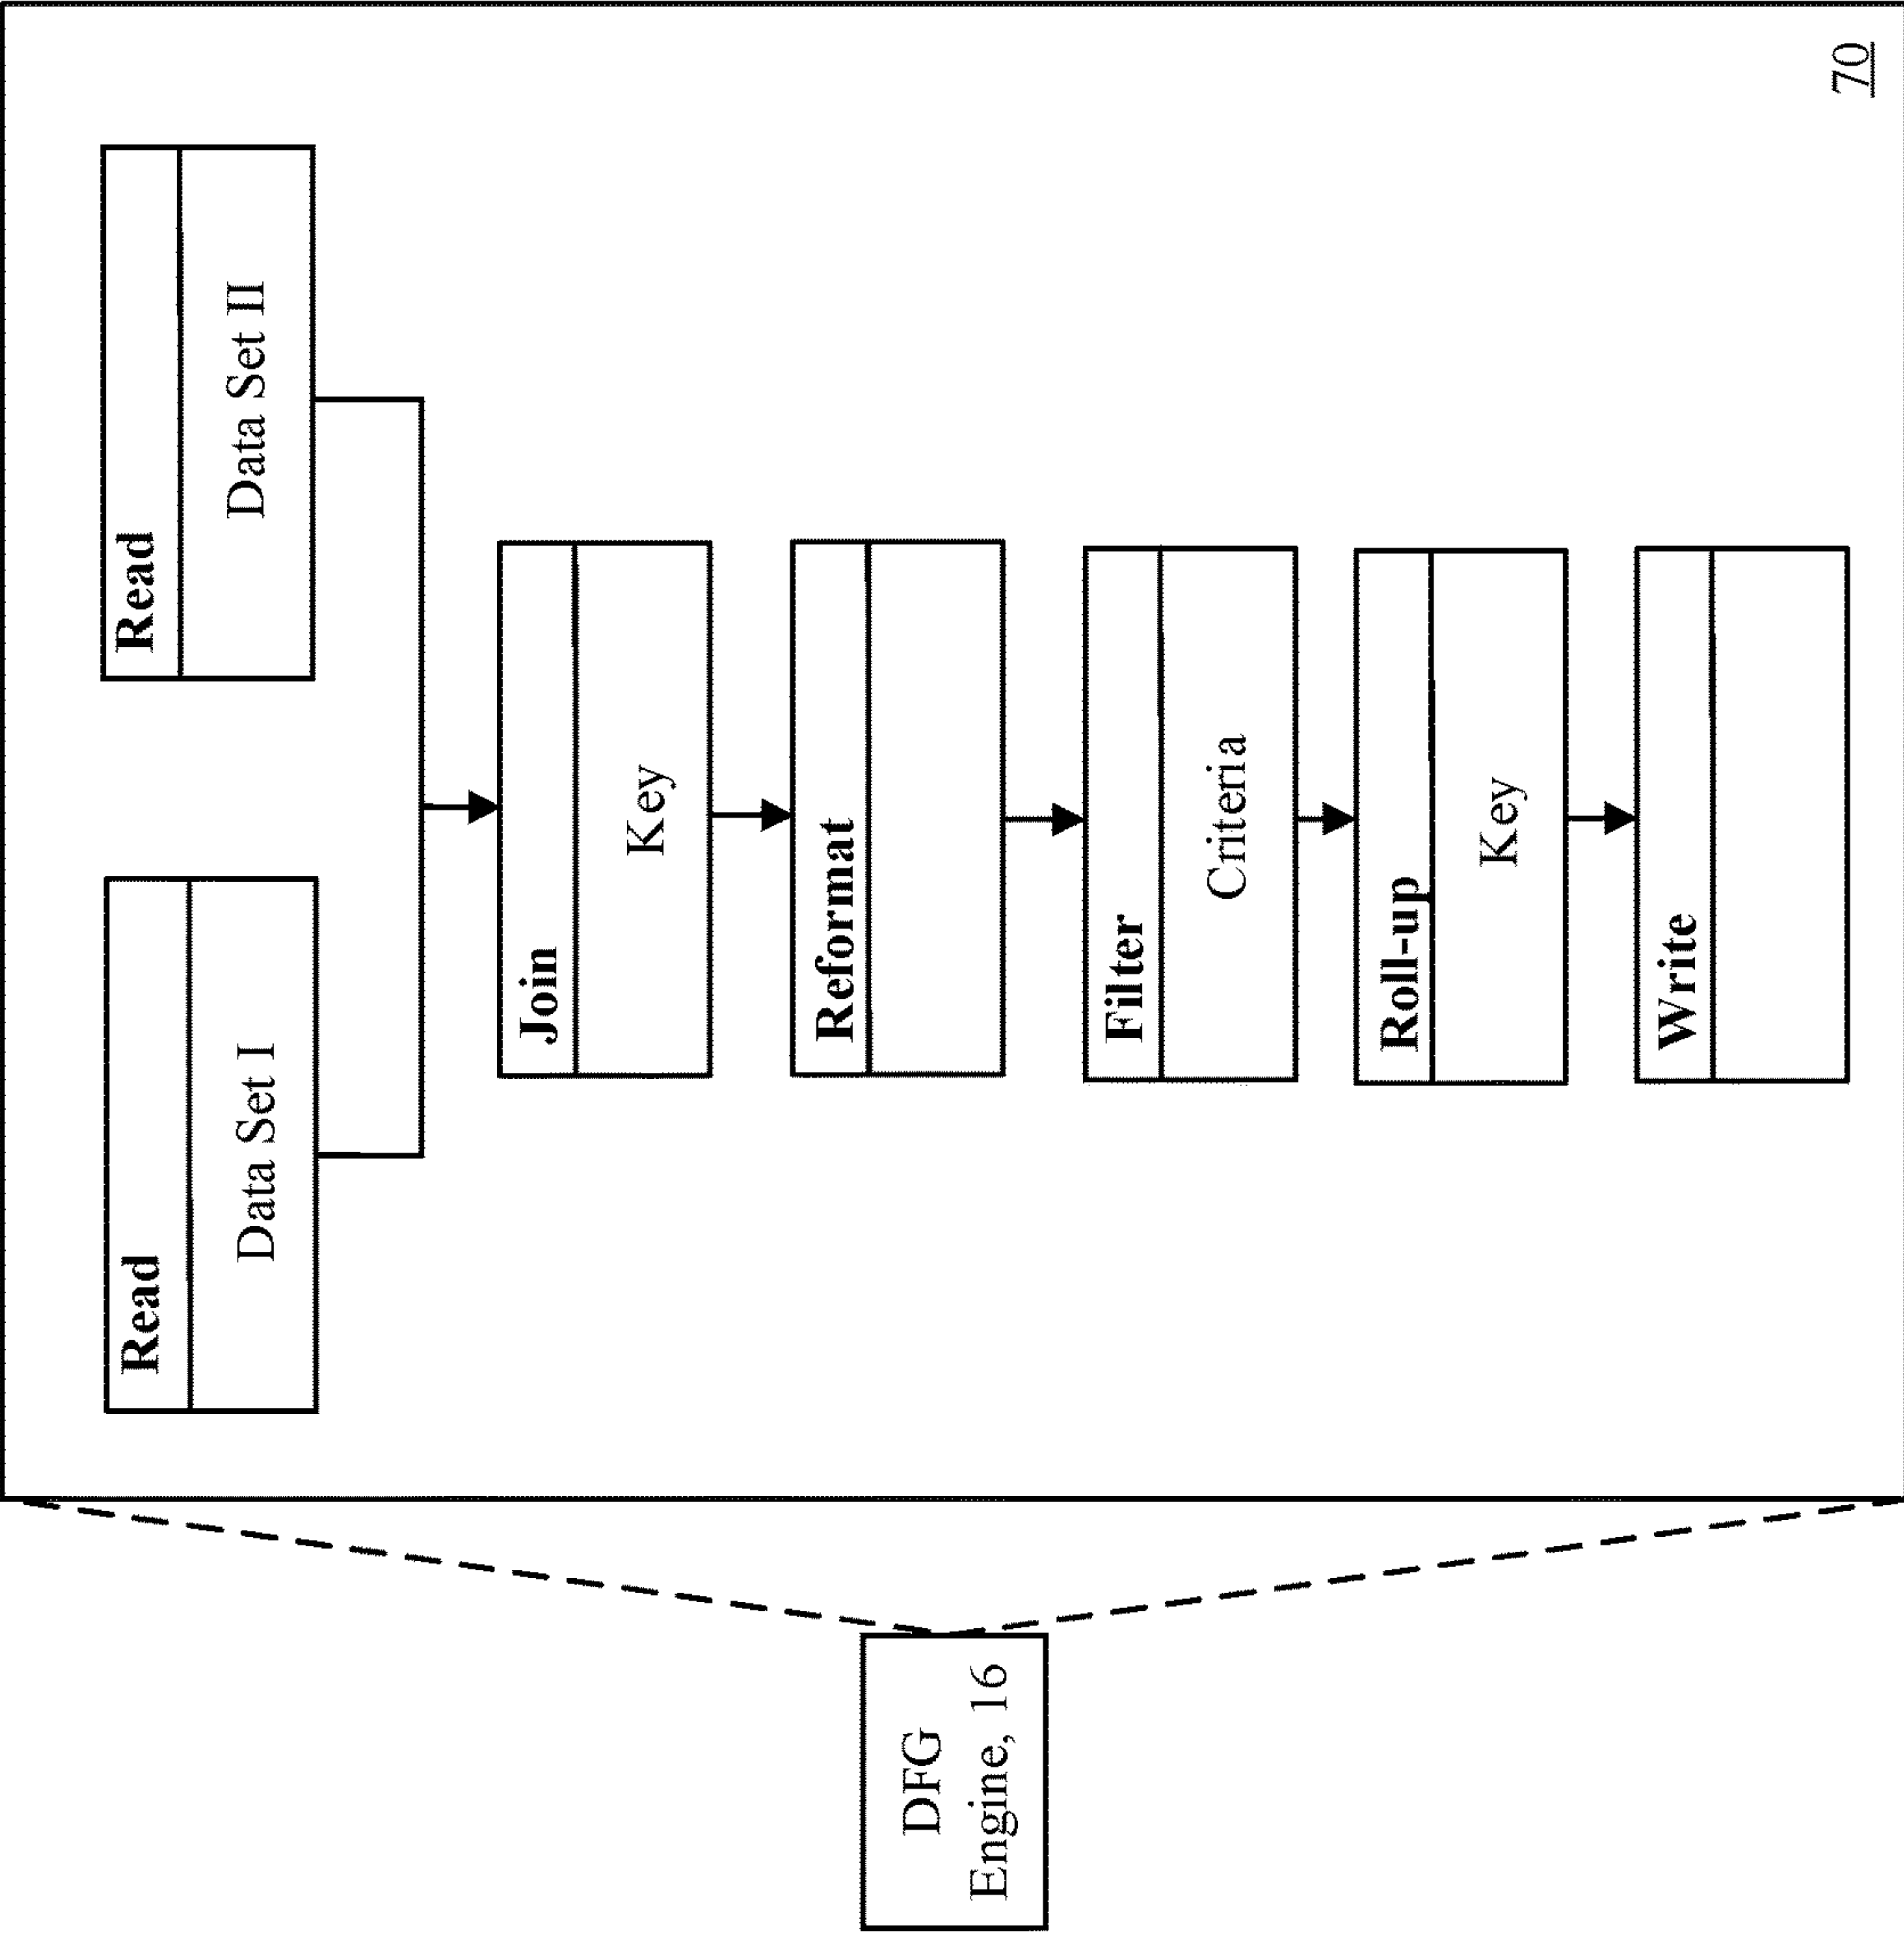 DFG
Engine, 16
Read
Data Set I
Read
Data Set II
Join
Key
Reformat
Filter
Criteria
Roll-up
Key
Write
70